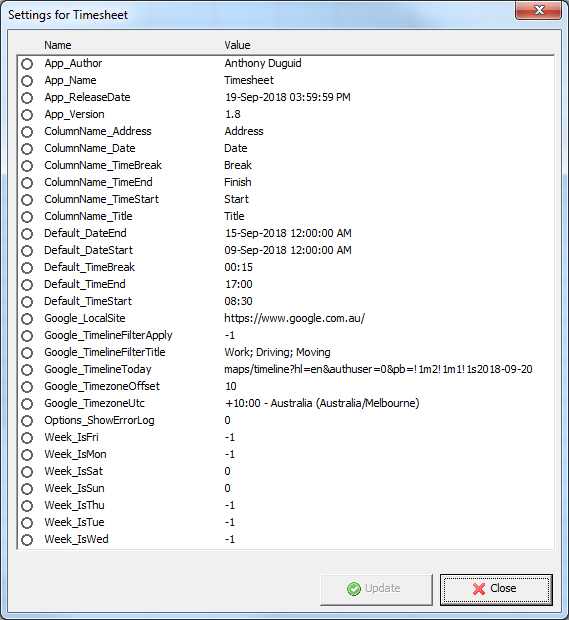 Settings for Timesheet
Name Value
App_Author Anthony Duguid
App_Name Timesheet
App_ReleaseDate 19-Sep-2018 03:59:59 PM
App_Version 1.8
ColumnName_Address Address
ColumnName_Date Date
ColumnName_TimeBreak Break
ColumnName_TimeEnd Finish
ColumnName_TimeStart Start
ColumnName_Title Title
Default_DateEnd 15-Sep-2018 12:00:00 AM
Default_DateStart 09-Sep-2018 12:00:00 AM
Default_TimeBreak 00:15
Default_TimeEnd 17:00
Default_TimeStart 08:30
Google_LocalSite https://www.google.com.au/
Google_TimelineFilterApply -1
Google_TimelineFilterTitle Work; Driving; Moving
Google_TimelineToday maps/timeline?hl=en&authuser=0&pb=!1m2!1m1!1s2018-09-20
Google_TimezoneOffset 10
Google_TimezoneUtc +10:00 - Australia (Australia/Melbourne)
Options_ShowErrorLog 0
Week_IsFri -1
Week_IsMon -1
Week_IsSat 0
Week_IsSun 0
Week_IsThu -1
Week_IsTue -1
Week_IsWed -1
Update Close